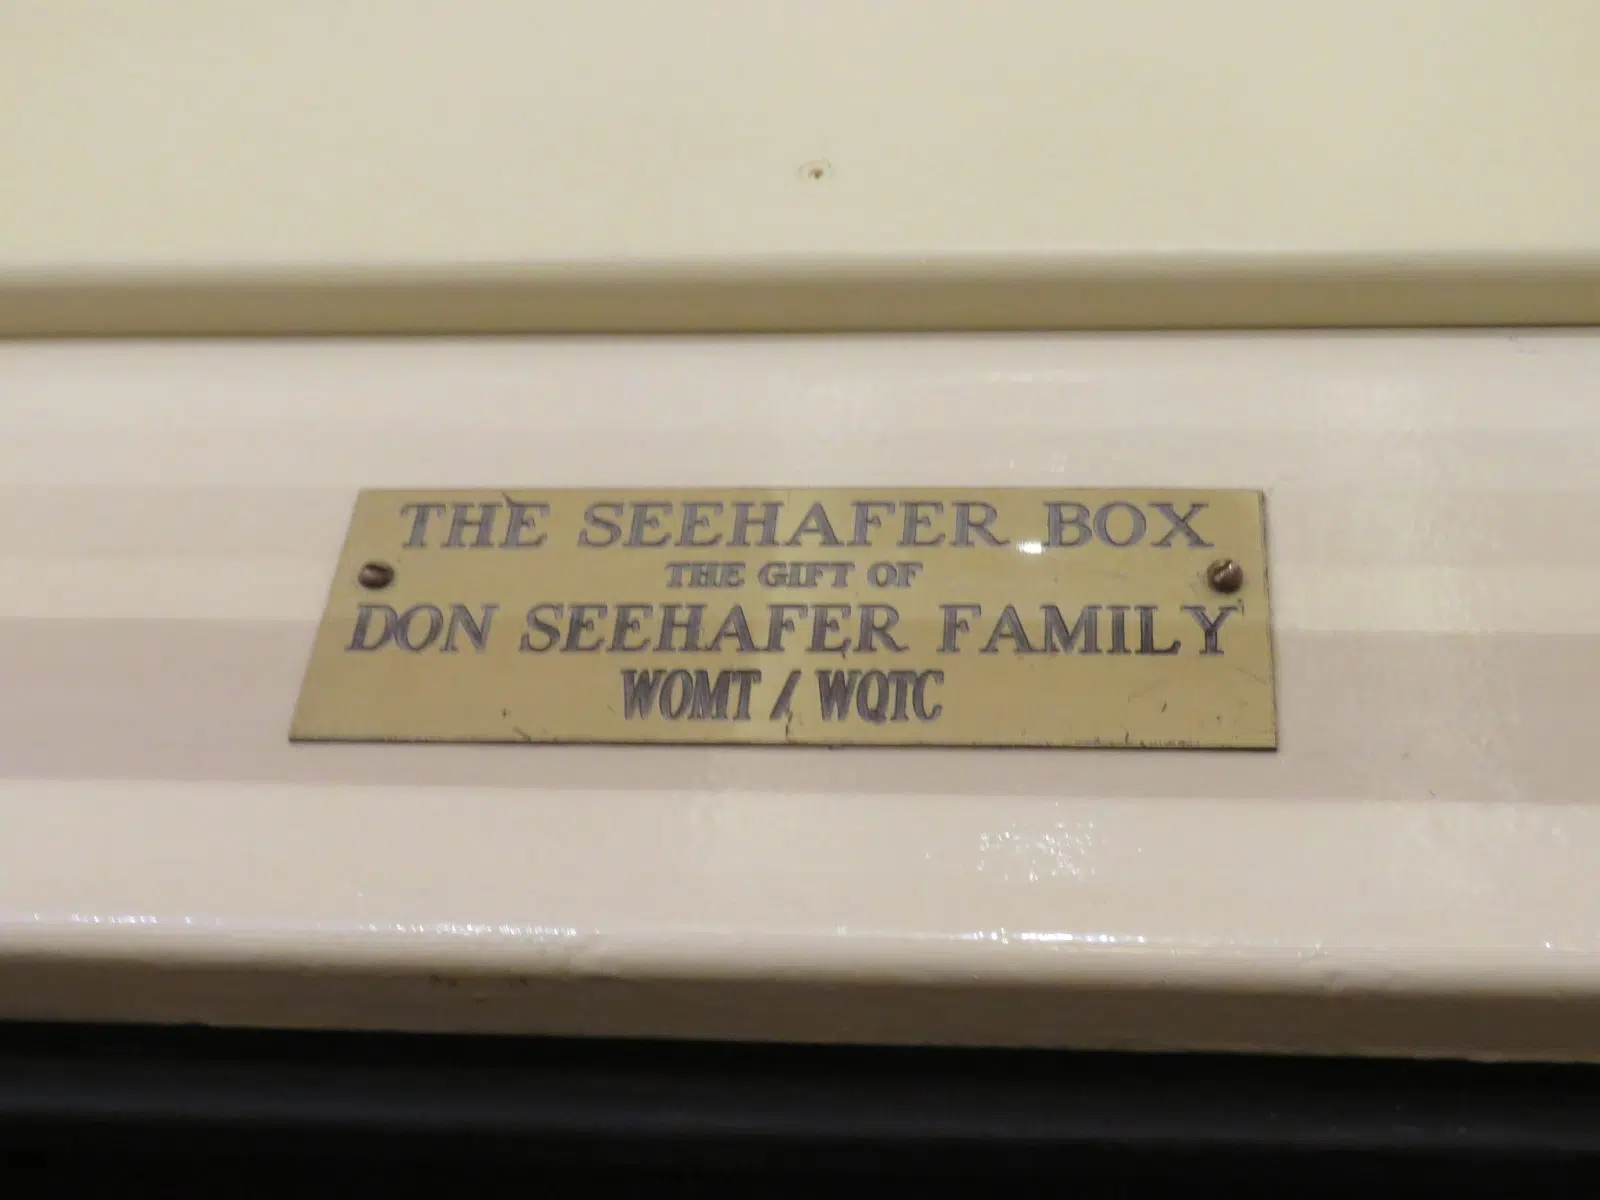 THE SEEHAFER BOX
THE GIFT OF
DON SEEHAFER FAMILY
WOMT / WQTC